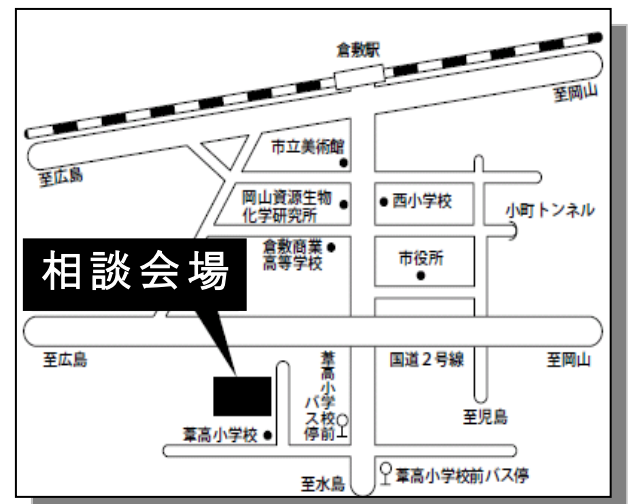 倉敷駅
至岡山
至広島
市立美術館
岡山資源生物
化学研究所
西小学校
小町トンネル
倉敷商業
高等学校
市役所
相談会場
至広島
国道2号線
至岡山
葦高小学校前
バス停
至児島
葦高小学校
至水島
葦高小学校前バス停